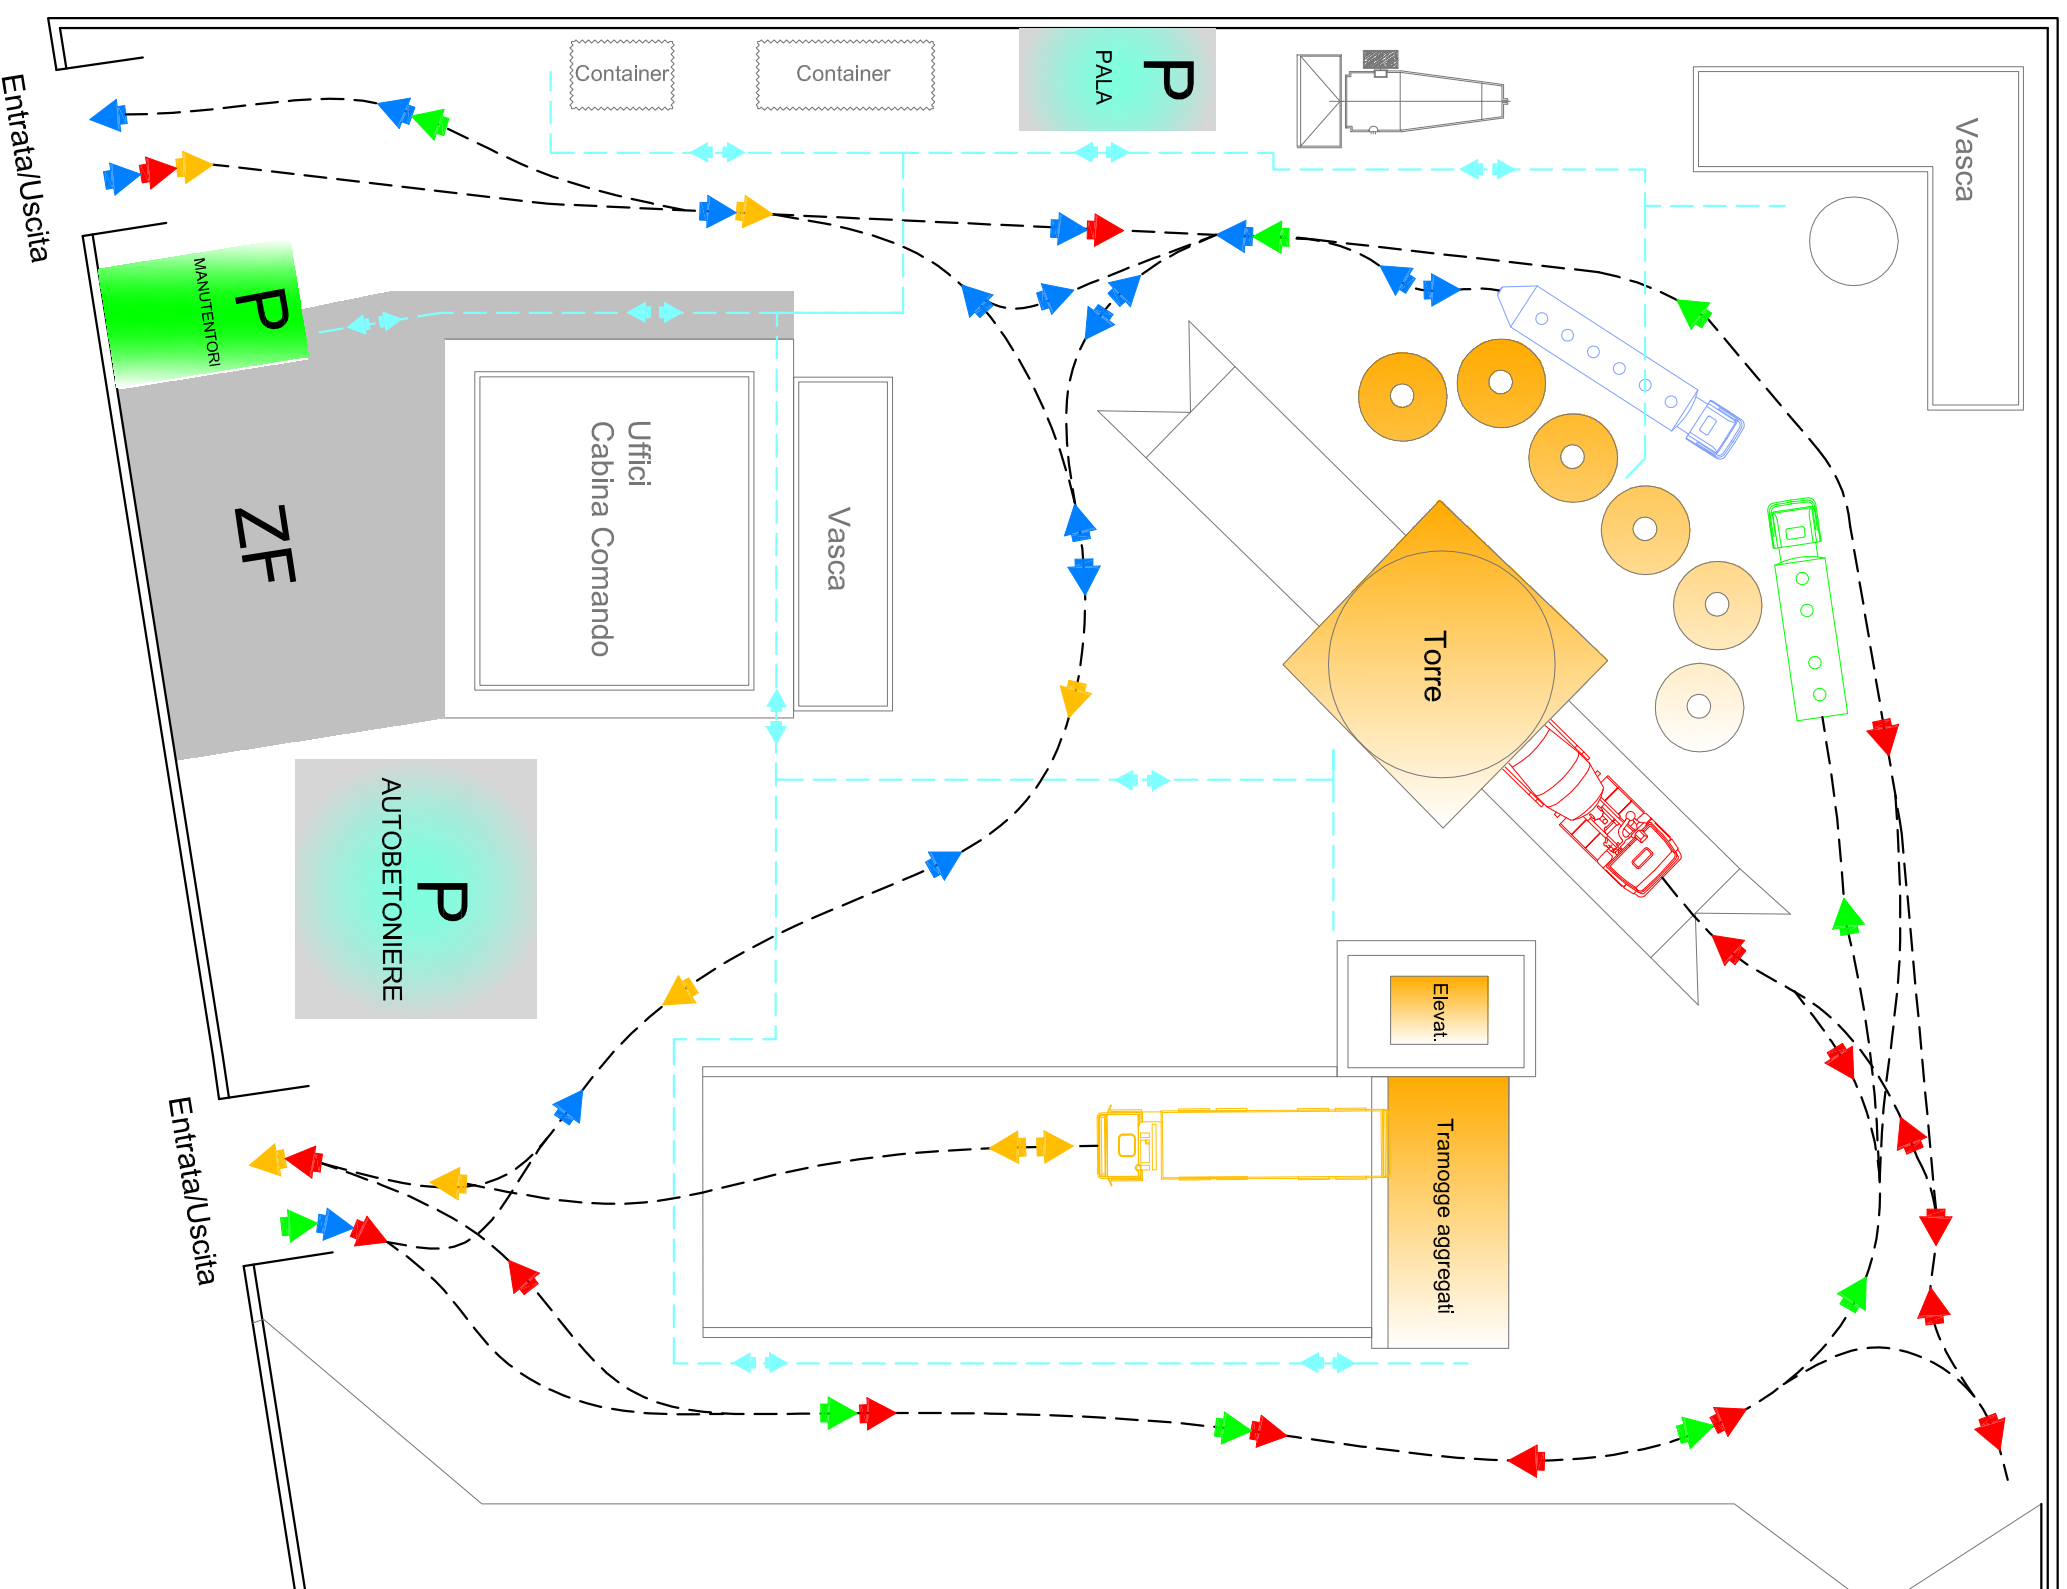 Entrata/Uscita
Container
Container
P
PALA
Vasca
P
MANUTENTORI
Uffici
Cabina Comando
Vasca
ZF
Torre
P
AUTOBETONIERE
Elevat.
Tramogge aggregati
Entrata/Uscita